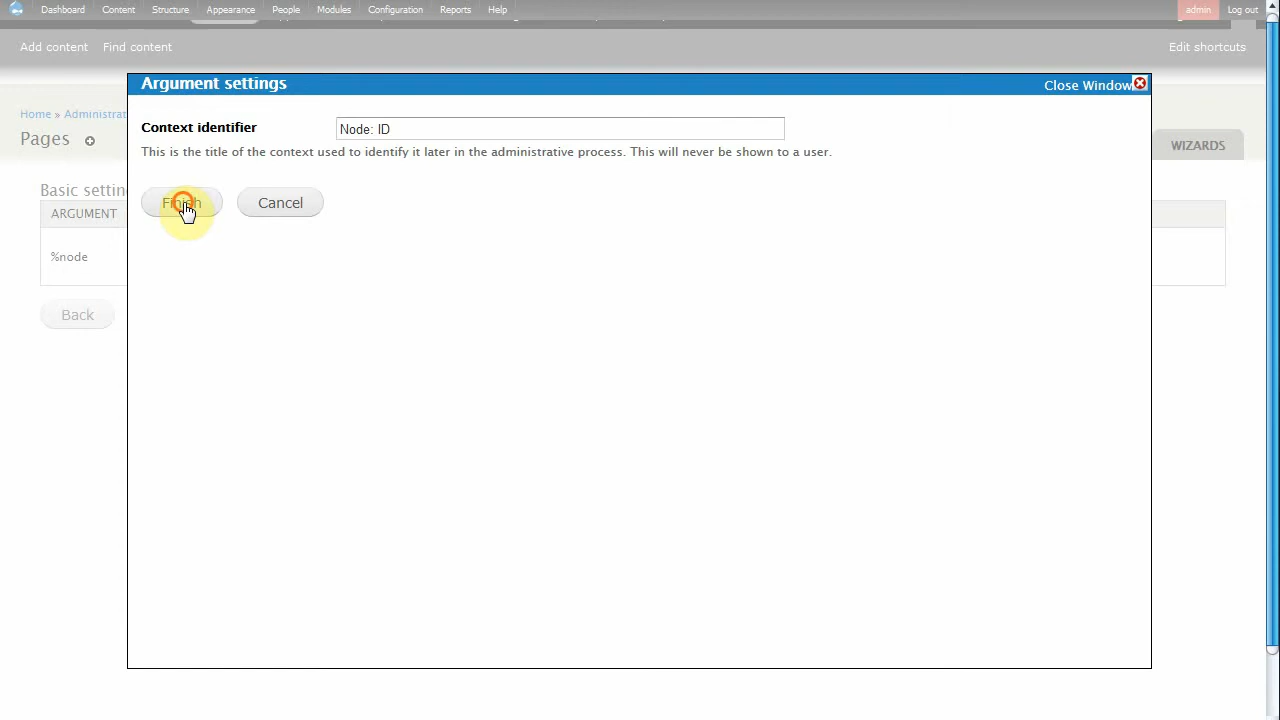 Dashboard Content Structure Appearance People Modules Configuration Reports Help admin Log out
Add content Find content Edit shortcuts
Argument settings Close Window
Home » Administrat
Pages
WIZARDS
Context identifier Node: ID
This is the title of the context used to identify it later in the administrative process. This will never be shown to a user.
Basic settin
Finish Cancel
ARGUMENT
%node
Back